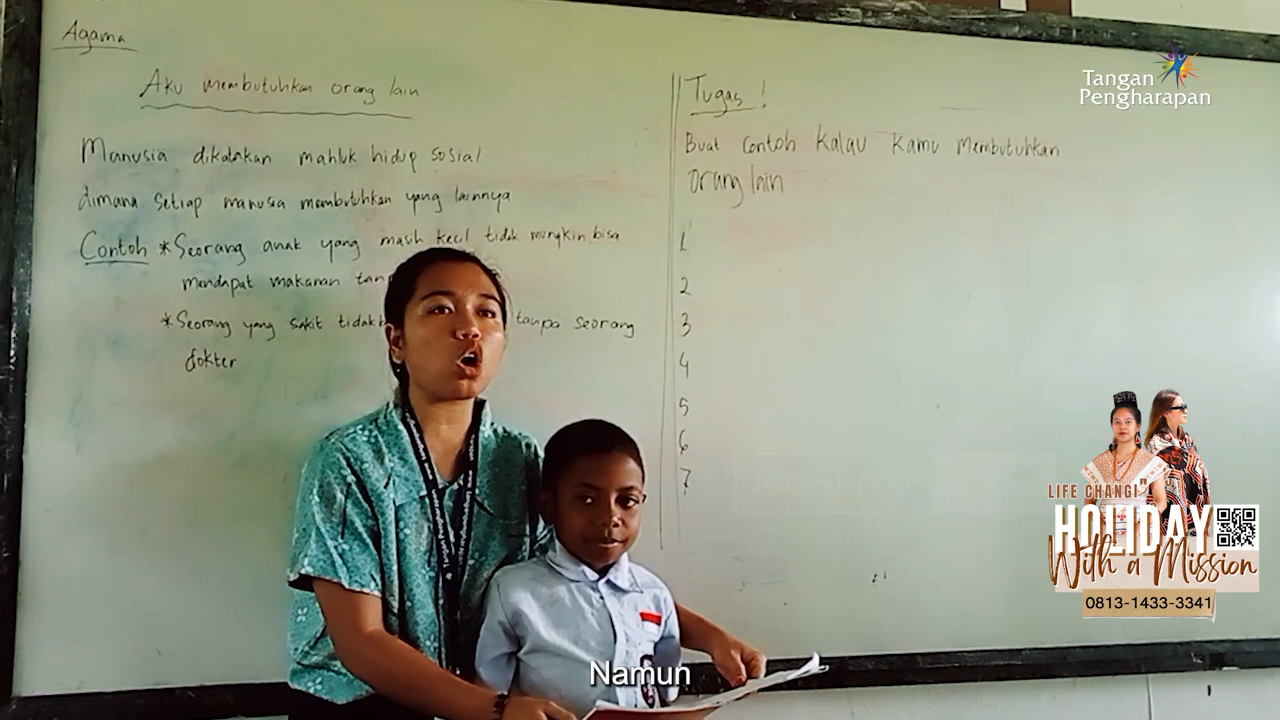 Agama
Aku membutuhkan orang lain
Manusia dikatakan mahluk hidup sosial
dimana setiap manusia membutuhkan yang lainnya
Contoh *Seorang anak yang masih kecil tidak mungkin bisa
mendapat makanan
*Seorang yang sakit tanpa seorang
dokter
Tugas !
Buat Contoh Kalau Kamu Membutuhkan
Orang lain
1
2
3
4
5
6
7
Tangan
Pengharapan
LIFE CHANGI
HOLIDAY
With a Mission
0813-1433-3341
Namun